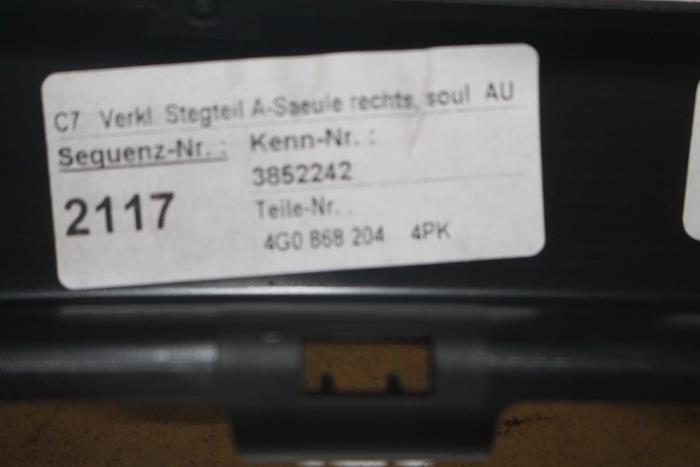 C7 Verkl. Stegteil A-Saeule rechts, soul AU
Sequenz-Nr. :
Kenn-Nr. :
3852242
2117
Teile-Nr. :
4G0 868 204 4PK